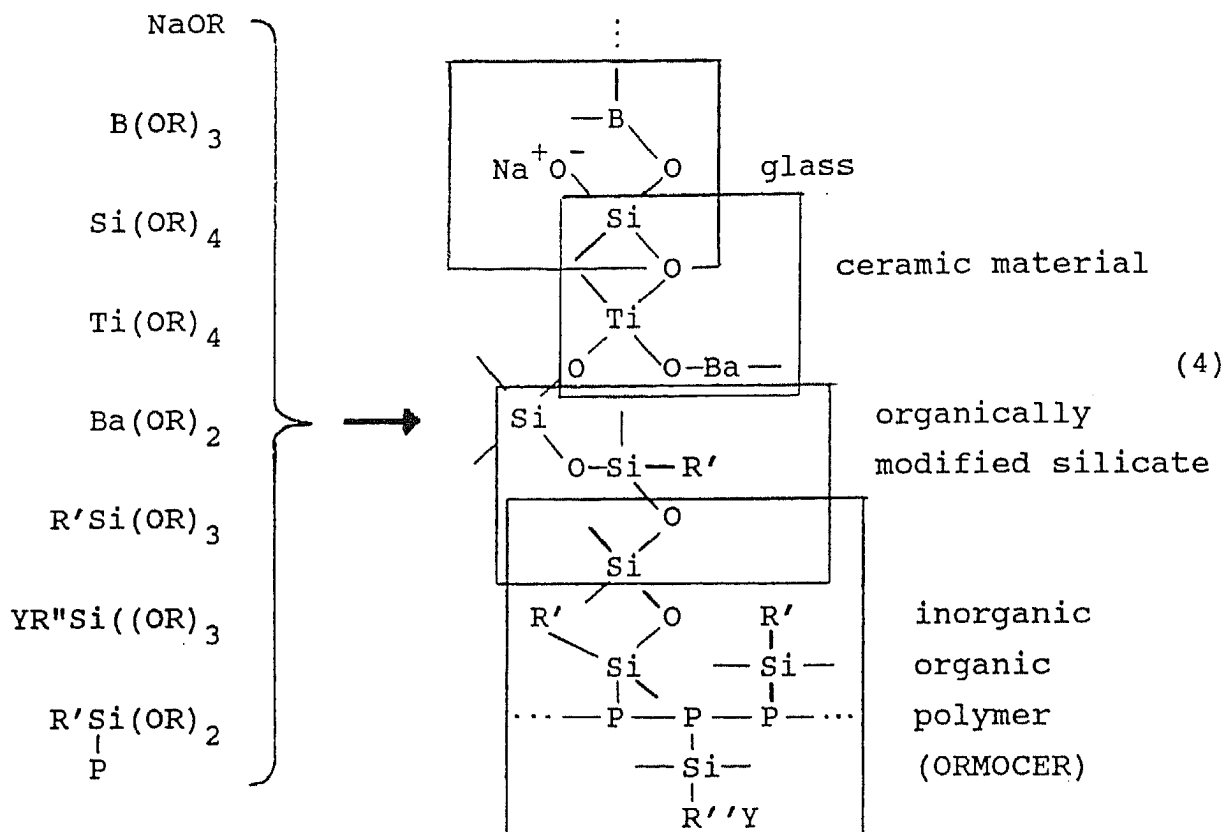 NaOR
B(OR)3
Si(OR)4
Ti(OR)4
Ba(OR)2
R′Si(OR)3
YR"Si((OR)3
R′Si(OR)2
P
⋮
—B
Na+O− O
Si
O
Ti
O O—Ba—
Si
O—Si—R′
O
Si
R′ O R′
Si —Si—
··· —P—P—P—···
—Si—
R′′Y
glass
ceramic material
organically
modified silicate
inorganic
organic
polymer
(ORMOCER)
(4)